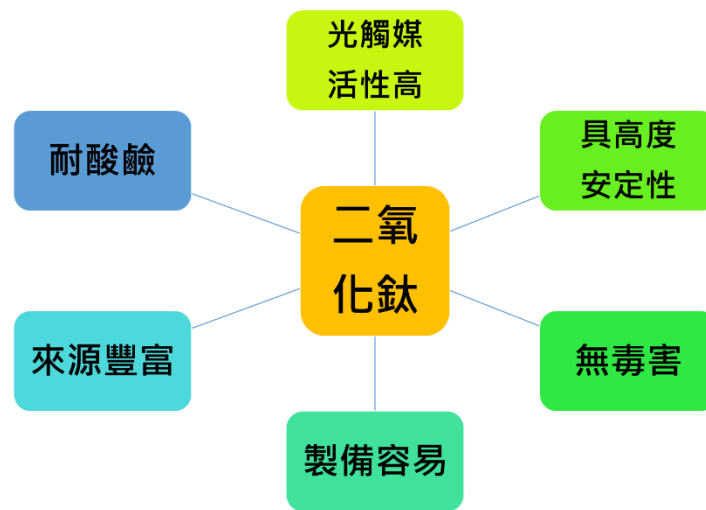 光觸媒
活性高
耐酸鹼
具高度
安定性
二氧
化鈦
來源豐富
無毒害
製備容易